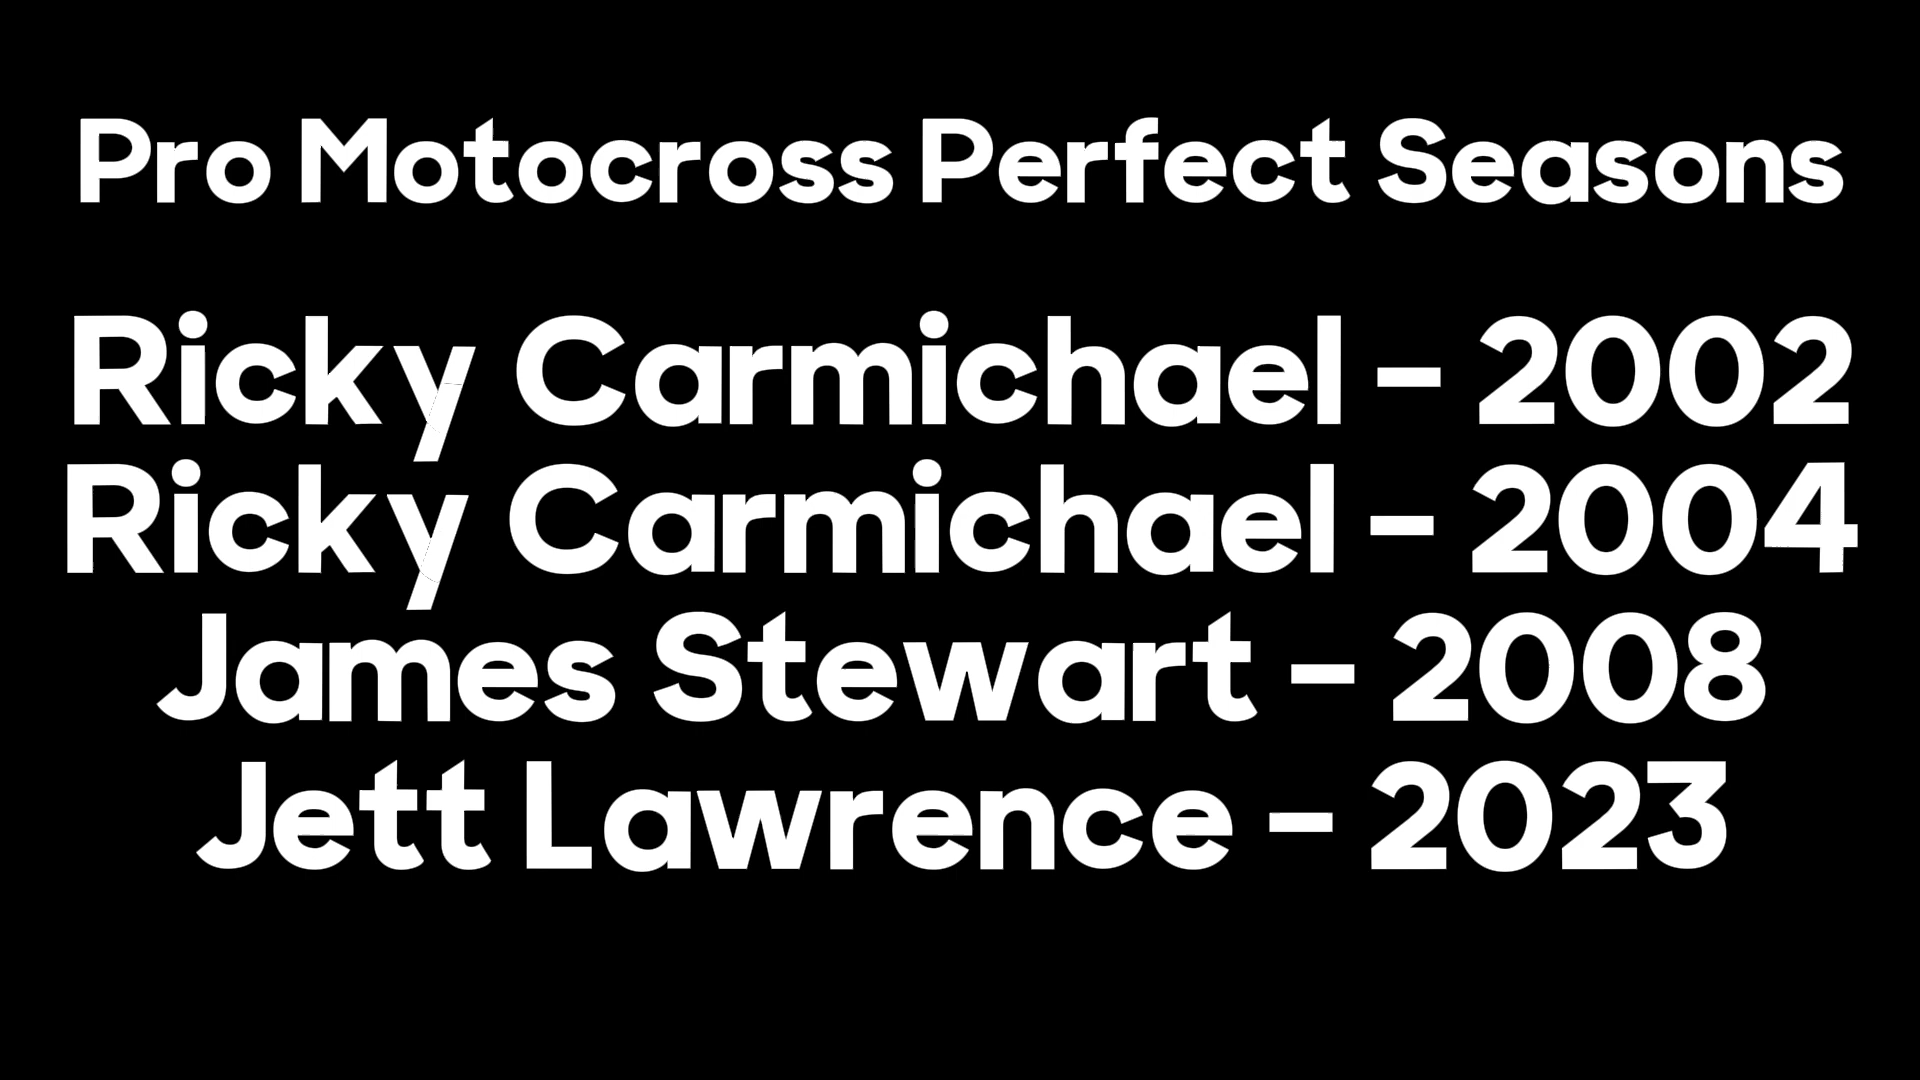 Pro Motocross Perfect Seasons
Ricky Carmichael - 2002
Ricky Carmichael - 2004
James Stewart - 2008
Jett Lawrence - 2023